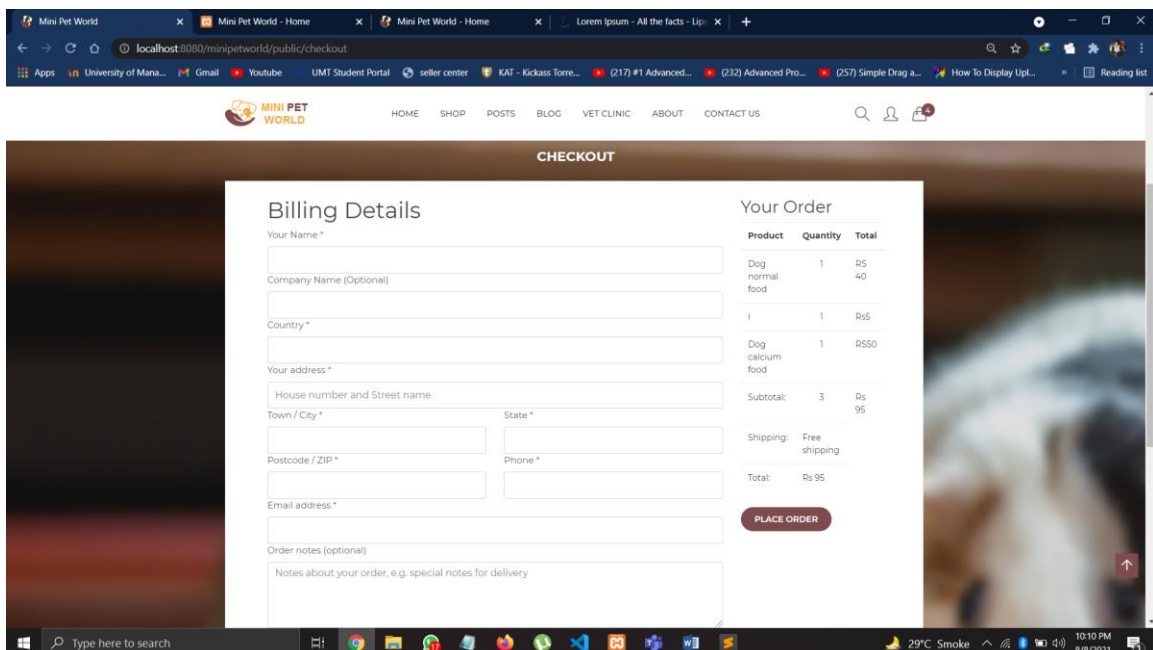 Mini Pet World
Mini Pet World - Home
Mini Pet World - Home
Lorem Ipsum - All the facts - Lip
localhost:8080/minipetworld/public/checkout
Apps
University of Mana...
Gmail
Youtube
UMT Student Portal
seller center
KAT - Kickass Torre...
(217) #1 Advanced...
(232) Advanced Pro...
(257) Simple Drag a...
How To Display Upl...
»
Reading list
MINI PET
WORLD
HOME SHOP POSTS BLOG VET CLINIC ABOUT CONTACT US
4
CHECKOUT
Billing Details
Your Name *
Company Name (Optional)
Country *
Your address *
House number and Street name
Town / City * State *
Postcode / ZIP * Phone *
Email address *
Order notes (optional)
Notes about your order, e.g. special notes for delivery
Your Order
Product Quantity Total
Dog 1 RS
normal 40
food
1 Rs5
Dog 1 RS50
calcium
food
Subtotal: 3 Rs
95
Shipping: Free
shipping
Total: Rs 95
PLACE ORDER
Type here to search
29°C Smoke
10:10 PM
9/8/2021